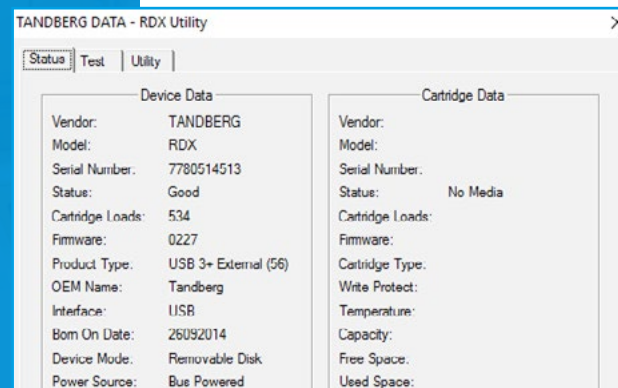 TANDBERG DATA - RDX Utility
Status Test Utility
Device Data
Vendor: TANDBERG
Model: RDX
Serial Number: 7780514513
Status: Good
Cartridge Loads: 534
Firmware: 0227
Product Type: USB 3+ External (56)
OEM Name: Tandberg
Interface: USB
Born On Date: 26092014
Device Mode: Removable Disk
Power Source: Bus Powered
Cartridge Data
Vendor:
Model:
Serial Number:
Status: No Media
Cartridge Loads:
Firmware:
Cartridge Type:
Write Protect:
Temperature:
Capacity:
Free Space:
Used Space: